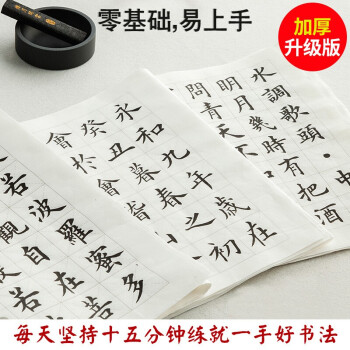 零基础,易上手
加厚
升级版
水調歌頭·中
明月幾時有把酒
問青天不
永和九年歲在
癸丑暮春之初
會於會稽
波羅蜜多
觀自在菩
若
每天坚持十五分钟练就一手好书法